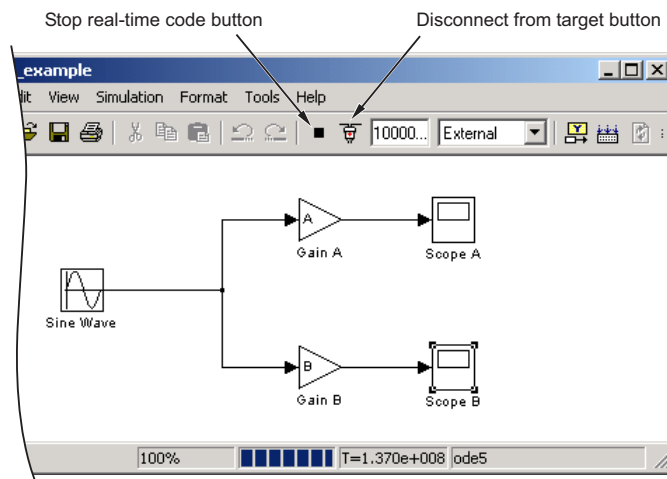 Stop real-time code button
Disconnect from target button
_example
dit View Simulation Format Tools Help
10000... External
A
Gain A
Scope A
Sine Wave
B
Gain B
Scope B
100% T=1.370e+008 ode5